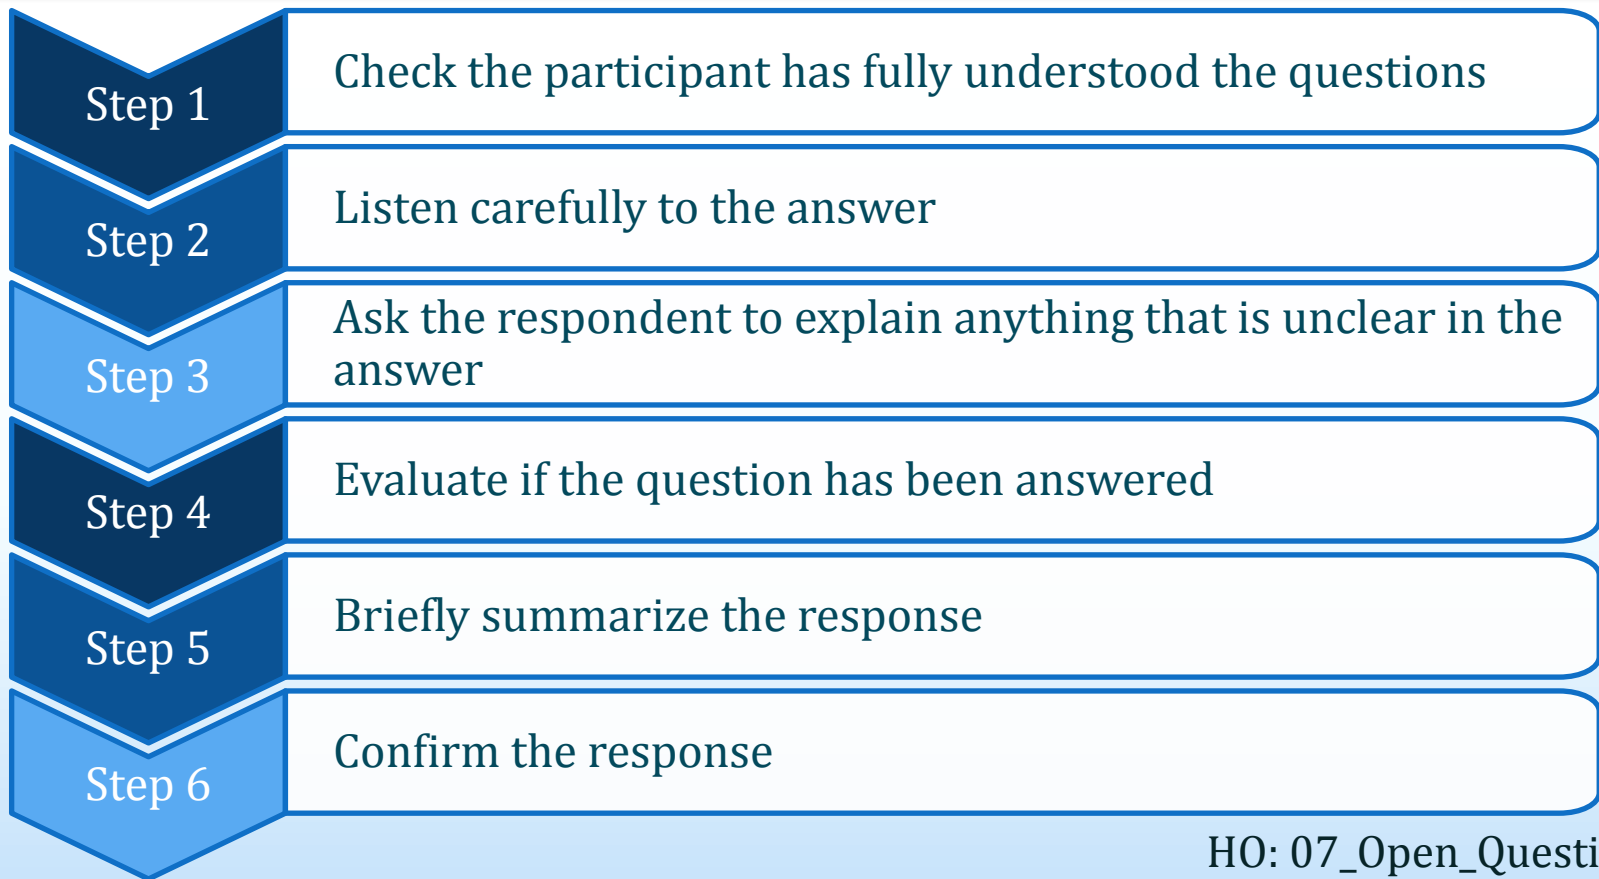 Step 1
Check the participant has fully understood the questions
Step 2
Listen carefully to the answer
Step 3
Ask the respondent to explain anything that is unclear in the
answer
Step 4
Evaluate if the question has been answered
Step 5
Briefly summarize the response
Step 6
Confirm the response
HO: 07_Open_Questi